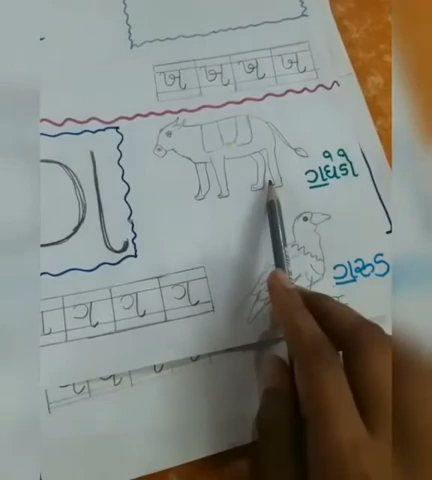 ખ ખ ખ ખ
ગ
ગધેડો
ગરુડ
ગ ગ ગ ગ